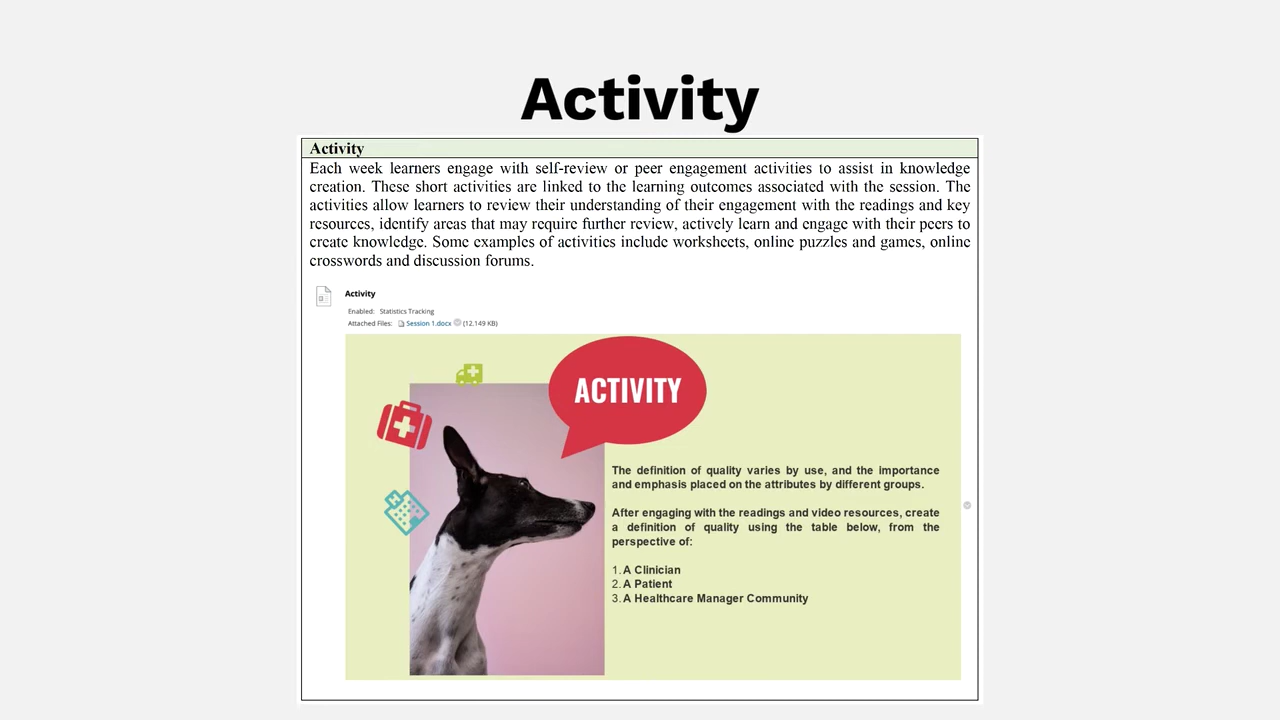 Activity
Activity
Each week learners engage with self-review or peer engagement activities to assist in knowledge
creation. These short activities are linked to the learning outcomes associated with the session. The
activities allow learners to review their understanding of their engagement with the readings and key
resources, identify areas that may require further review, actively learn and engage with their peers to
create knowledge. Some examples of activities include worksheets, online puzzles and games, online
crosswords and discussion forums.
Activity
Enabled: Statistics Tracking
Attached Files: Session 1.docx (12.149 KB)
ACTIVITY
The definition of quality varies by use, and the importance
and emphasis placed on the attributes by different groups.
After engaging with the readings and video resources, create
a definition of quality using the table below, from the
perspective of:
1. A Clinician
2. A Patient
3. A Healthcare Manager Community